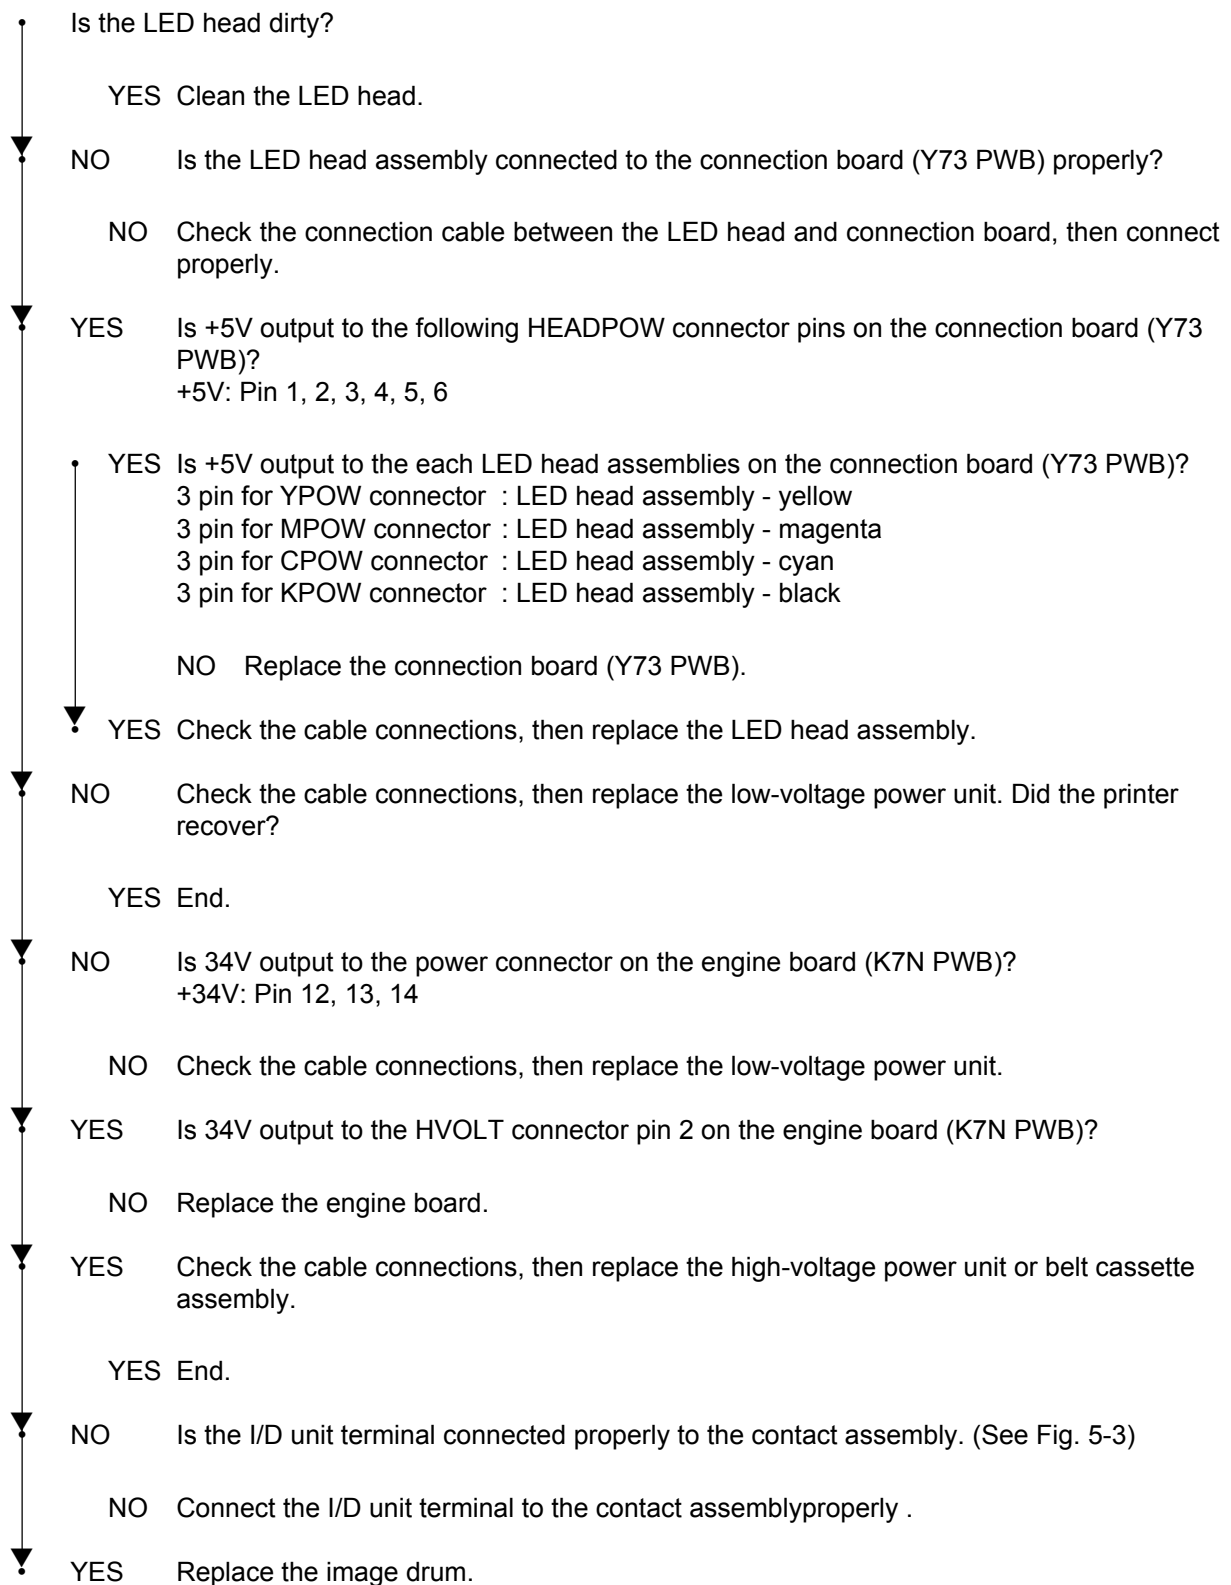 Is the LED head dirty?
YES Clean the LED head.
NO Is the LED head assembly connected to the connection board (Y73 PWB) properly?
NO Check the connection cable between the LED head and connection board, then connect
properly.
YES Is +5V output to the following HEADPOW connector pins on the connection board (Y73
PWB)?
+5V: Pin 1, 2, 3, 4, 5, 6
YES Is +5V output to the each LED head assemblies on the connection board (Y73 PWB)?
3 pin for YPOW connector : LED head assembly - yellow
3 pin for MPOW connector : LED head assembly - magenta
3 pin for CPOW connector : LED head assembly - cyan
3 pin for KPOW connector : LED head assembly - black
NO Replace the connection board (Y73 PWB).
YES Check the cable connections, then replace the LED head assembly.
NO Check the cable connections, then replace the low-voltage power unit. Did the printer
recover?
YES End.
NO Is 34V output to the power connector on the engine board (K7N PWB)?
+34V: Pin 12, 13, 14
NO Check the cable connections, then replace the low-voltage power unit.
YES Is 34V output to the HVOLT connector pin 2 on the engine board (K7N PWB)?
NO Replace the engine board.
YES Check the cable connections, then replace the high-voltage power unit or belt cassette
assembly.
YES End.
NO Is the I/D unit terminal connected properly to the contact assembly. (See Fig. 5-3)
NO Connect the I/D unit terminal to the contact assemblyproperly .
YES Replace the image drum.